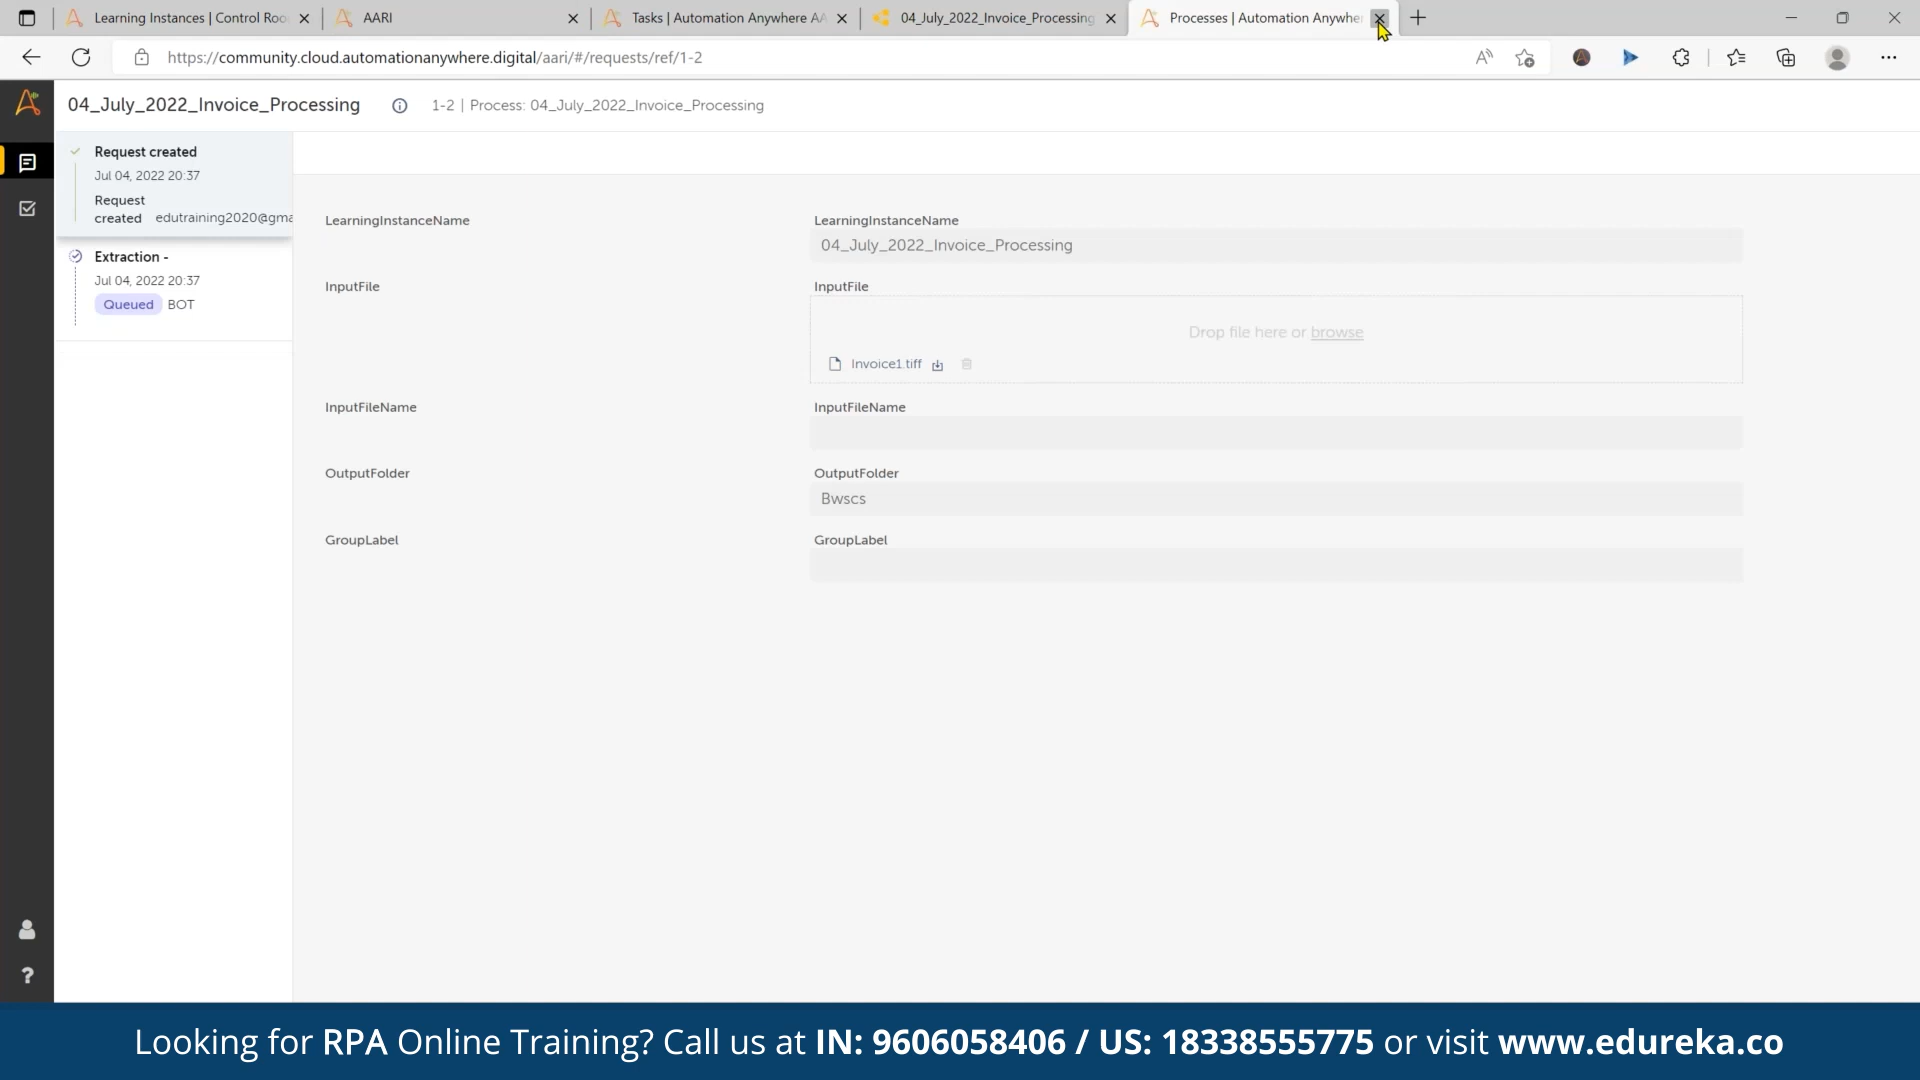 Learning Instances | Control Roo
AARI
Tasks | Automation Anywhere AA
04_July_2022_Invoice_Processing
Processes | Automation Anywhe
https://community.cloud.automationanywhere.digital/aari/#/requests/ref/1-2
04_July_2022_Invoice_Processing
1-2 | Process: 04_July_2022_Invoice_Processing
Request created
Jul 04, 2022 20:37
Request
created edutraining2020@gma
Extraction -
Jul 04, 2022 20:37
Queued BOT
LearningInstanceName
LearningInstanceName
04_July_2022_Invoice_Processing
InputFile
InputFile
Drop file here or browse
Invoice1.tiff
InputFileName
InputFileName
OutputFolder
OutputFolder
Bwscs
GroupLabel
GroupLabel
Looking for RPA Online Training? Call us at IN: 9606058406 / US: 18338555775 or visit www.edureka.co